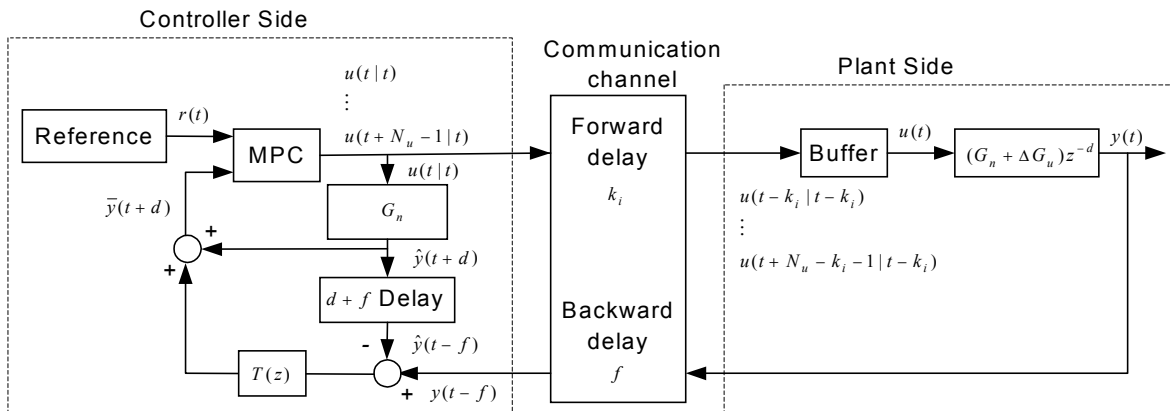 Controller Side
Communication
channel
Plant Side
Reference
r(t)
MPC
u(t | t)
⋮
u(t + N_u − 1 | t)
u(t | t)
G_n
ȳ(t + d)
+
+
ŷ(t + d)
d + f Delay
-
ŷ(t − f)
T(z)
+
y(t − f)
Forward
delay
k_i
Backward
delay
f
Buffer
u(t)
(G_n + ΔG_u)z^{−d}
y(t)
u(t − k_i | t − k_i)
⋮
u(t + N_u − k_i − 1 | t − k_i)